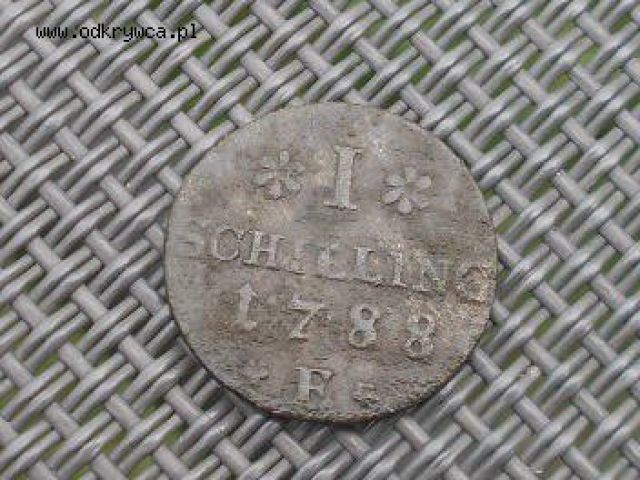 www.odkrywca.pl
* I *
SCHILLING
1788
* F *